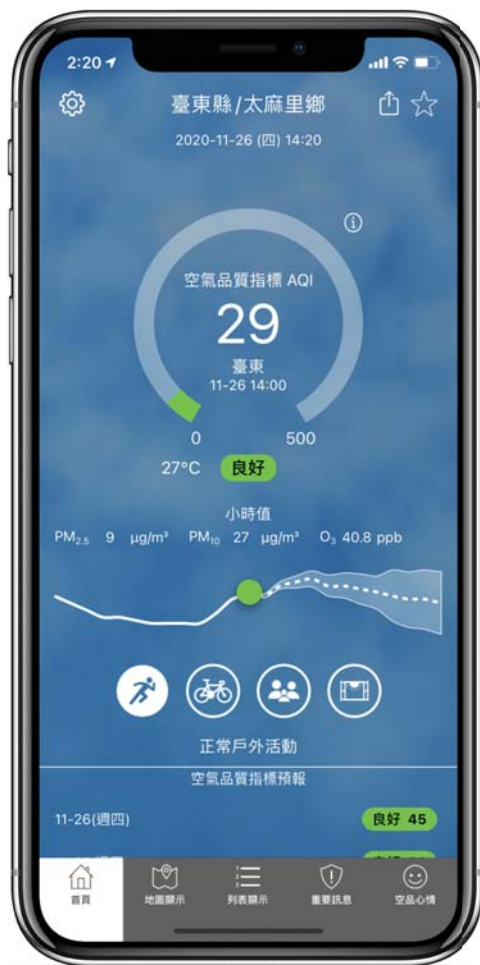 2:20
臺東縣/太麻里鄉
2020-11-26 (四) 14:20
空氣品質指標 AQI
29
臺東
11-26 14:00
0 500
27°C 良好
小時值
PM₂.₅ 9 μg/m³ PM₁₀ 27 μg/m³ O₃ 40.8 ppb
正常戶外活動
空氣品質指標預報
11-26(週四) 良好 45
首頁 地圖顯示 列表顯示 重要訊息 空品心情